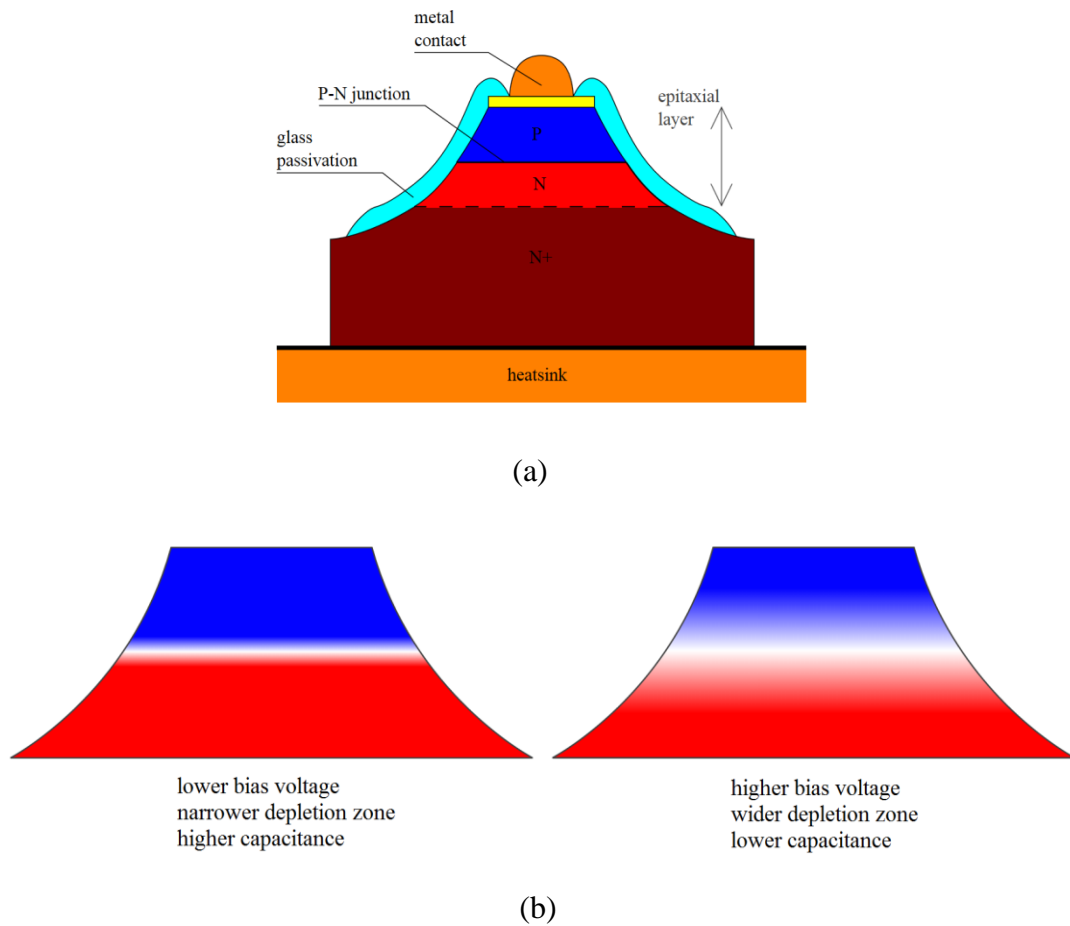 metal
contact
P-N junction
epitaxial
layer
P
glass
passivation
N
N+
heatsink
(a)
lower bias voltage
narrower depletion zone
higher capacitance
higher bias voltage
wider depletion zone
lower capacitance
(b)